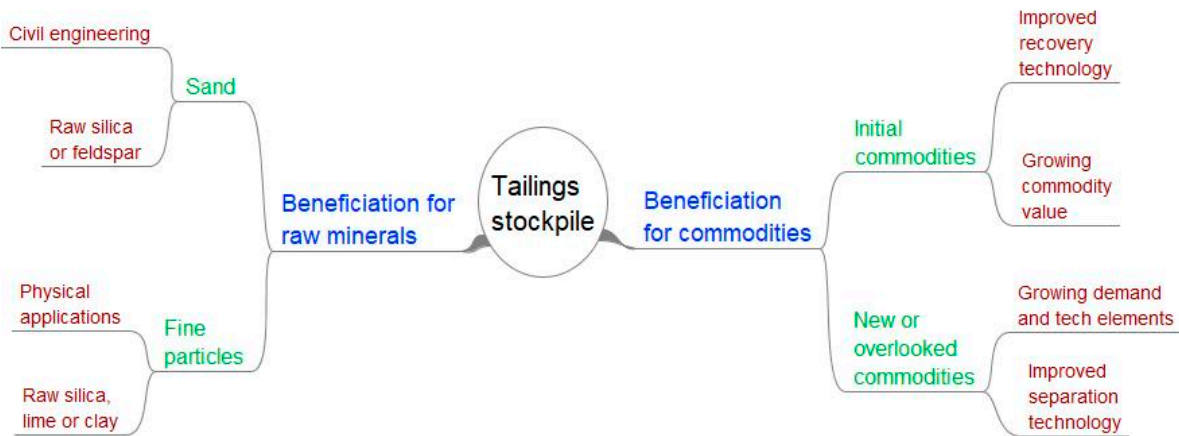 Civil engineering
Sand
Raw silica
or feldspar
Beneficiation for
raw minerals
Physical
applications
Fine
particles
Raw silica,
lime or clay
Tailings
stockpile
Beneficiation
for commodities
Improved
recovery
technology
Initial
commodities
Growing
commodity
value
New or
overlooked
commodities
Growing demand
and tech elements
Improved
separation
technology